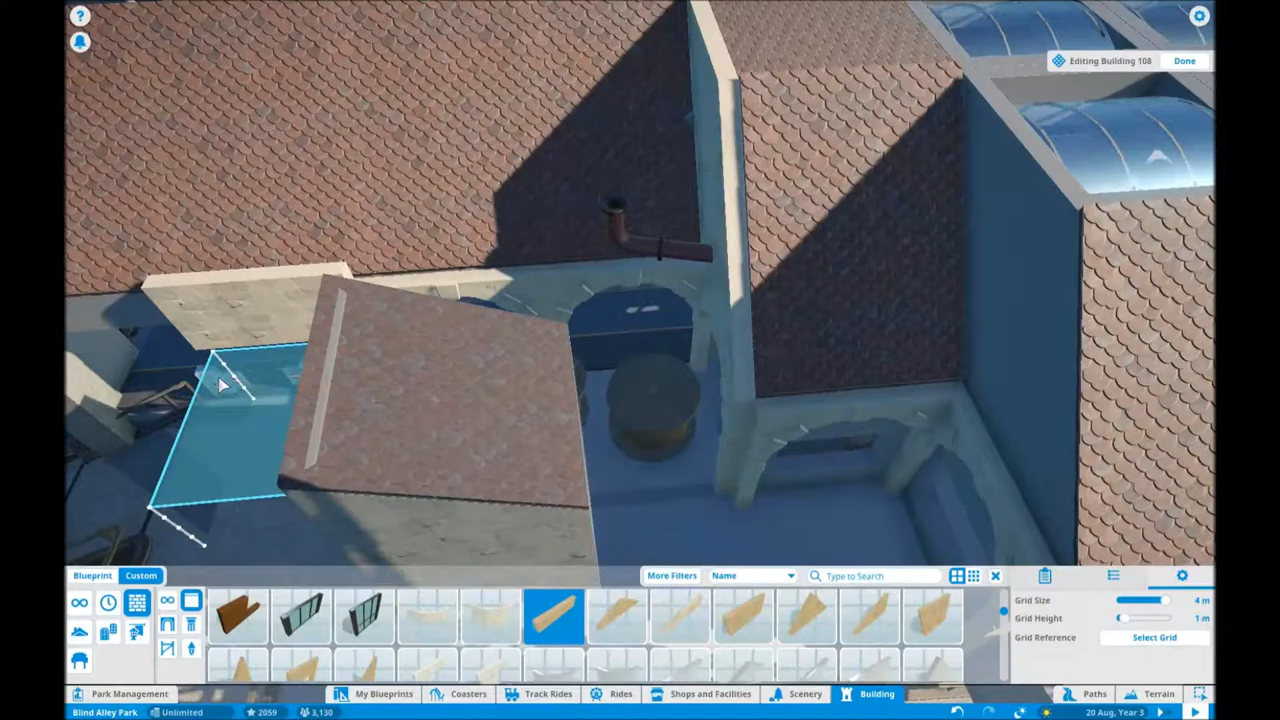 ?
Editing Building 108
Done
Blueprint
Custom
More Filters
Name
Type to Search
Grid Size
4 m
Grid Height
1 m
Grid Reference
Select Grid
Park Management
My Blueprints
Coasters
Track Rides
Rides
Shops and Facilities
Scenery
Building
Paths
Terrain
Blind Alley Park
Unlimited
2059
3,130
20 Aug, Year 3